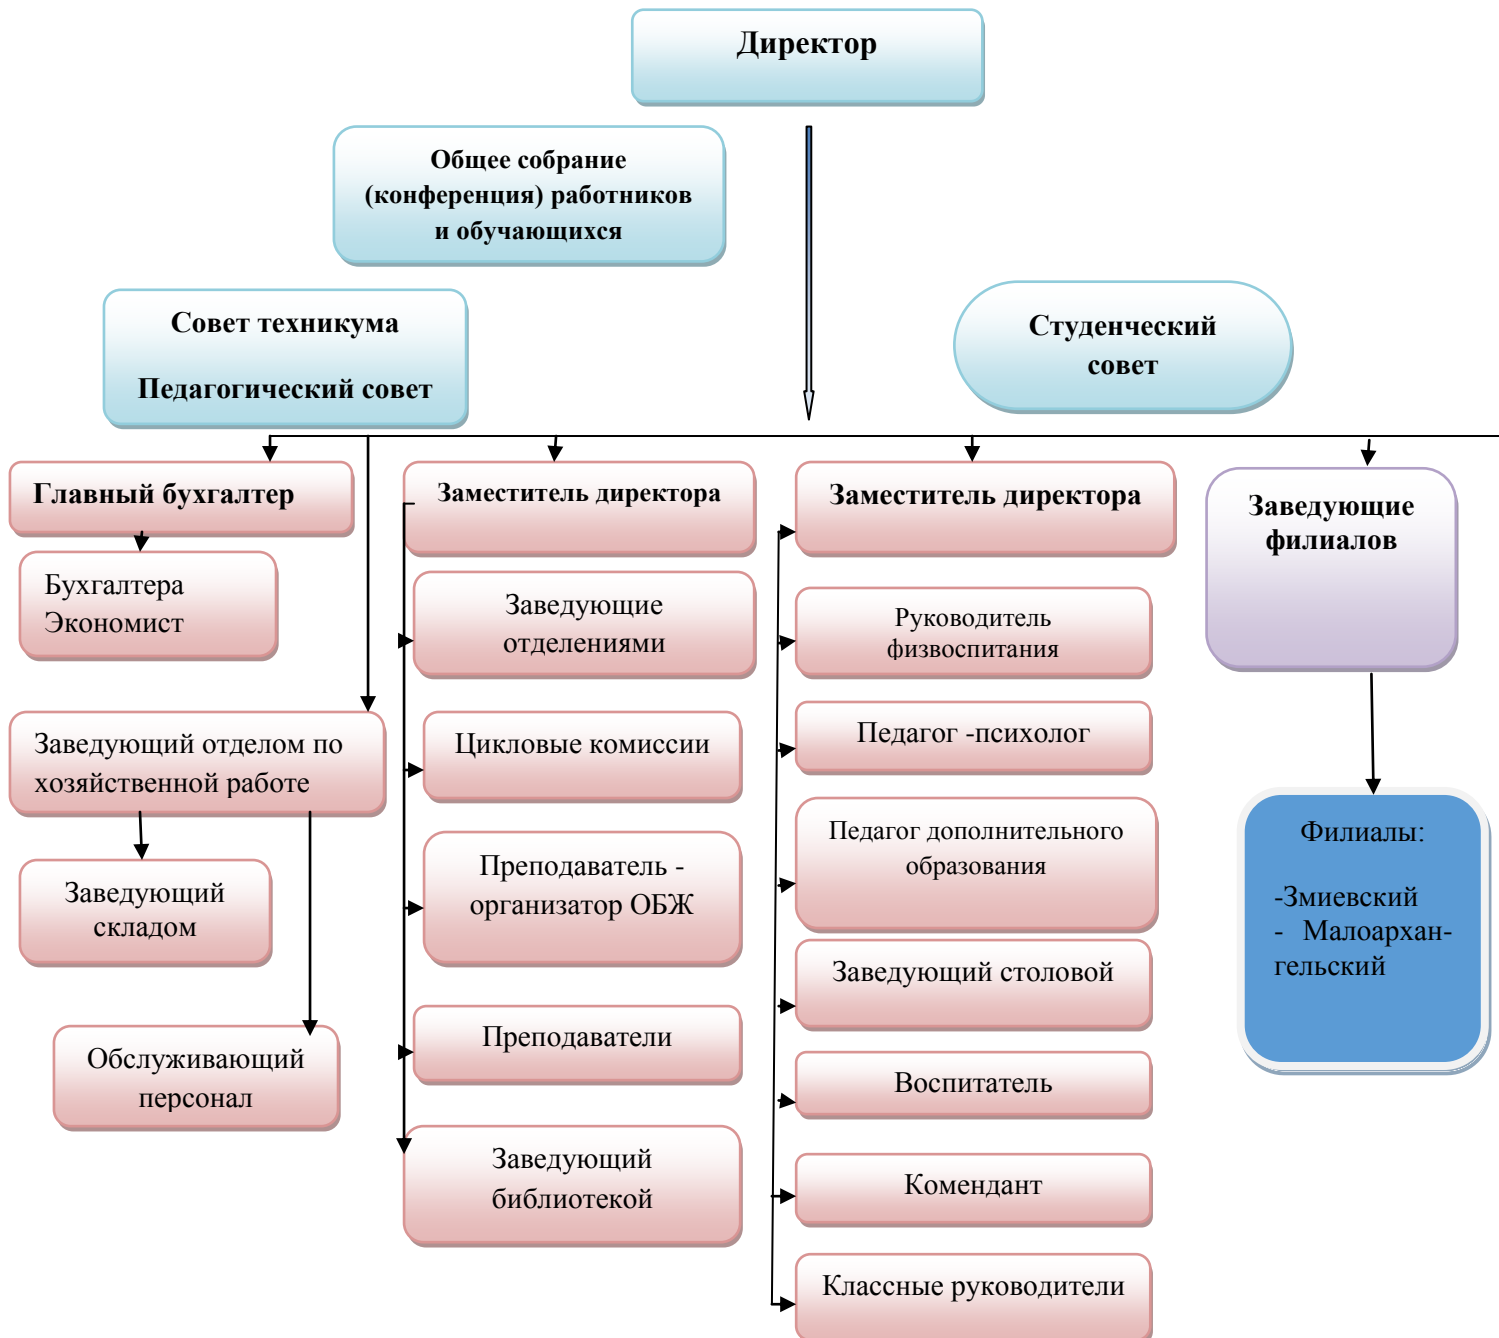 Директор
Общее собрание
(конференция) работников
и обучающихся
Совет техникума
Педагогический совет
Студенческий
совет
Главный бухгалтер
Бухгалтера
Экономист
Заведующий отделом по
хозяйственной работе
Заведующий
складом
Обслуживающий
персонал
Заместитель директора
Заведующие
отделениями
Цикловые комиссии
Преподаватель -
организатор ОБЖ
Преподаватели
Заведующий
библиотекой
Заместитель директора
Руководитель
физвоспитания
Педагог -психолог
Педагог дополнительного
образования
Заведующий столовой
Воспитатель
Комендант
Классные руководители
Заведующие
филиалов
Филиалы:
-Змиевский
- Малоархан-
гельский